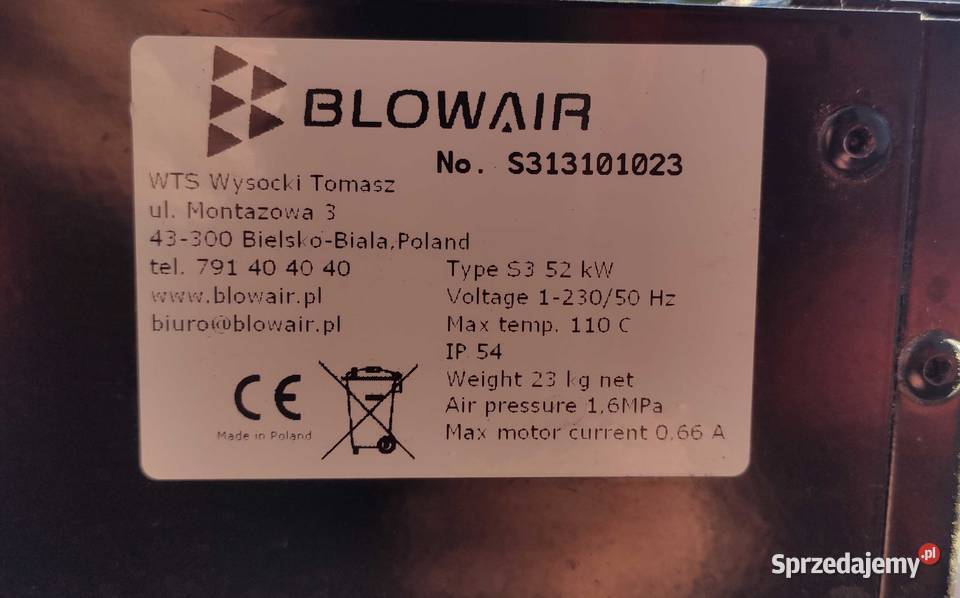 BLOWAIR
No. S313101023
WTS Wysocki Tomasz
ul. Montazowa 3
43-300 Bielsko-Biala,Poland
tel. 791 40 40 40
www.blowair.pl
biuro@blowair.pl
Type S3 52 kW
Voltage 1-230/50 Hz
Max temp. 110 C
IP 54
Weight 23 kg net
Air pressure 1,6MPa
Max motor current 0,66 A
CE
Made in Poland
Sprzedajemy.pl